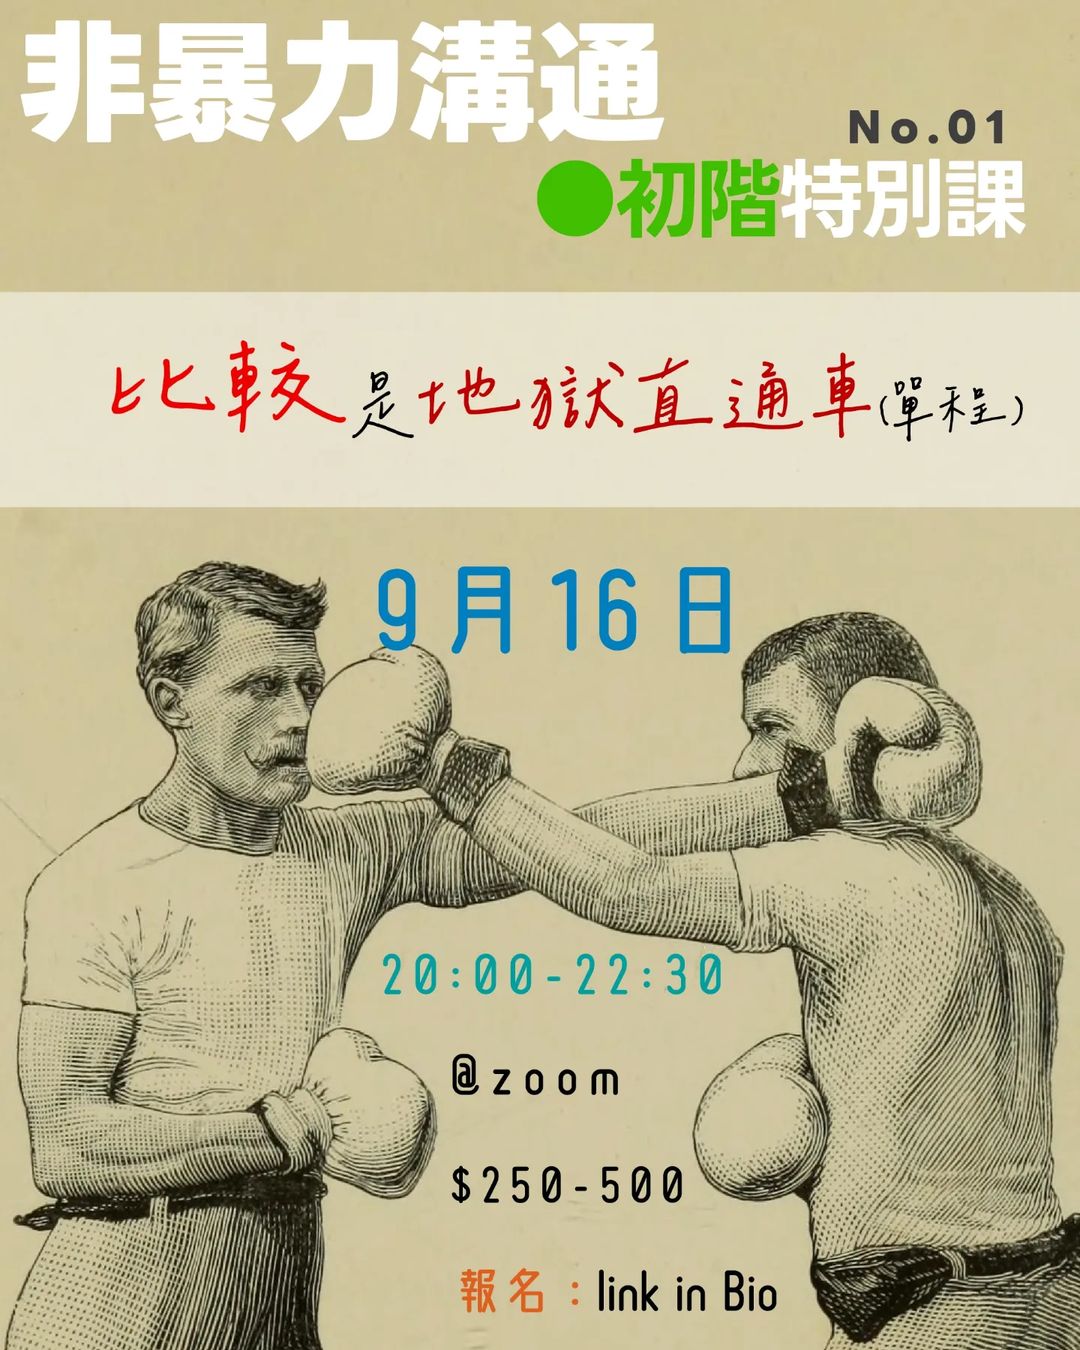 非暴力溝通
No.01
●初階特別課
比較是地獄直通車(單程)
9月16日
20:00-22:30
@zoom
$250-500
報名：link in Bio